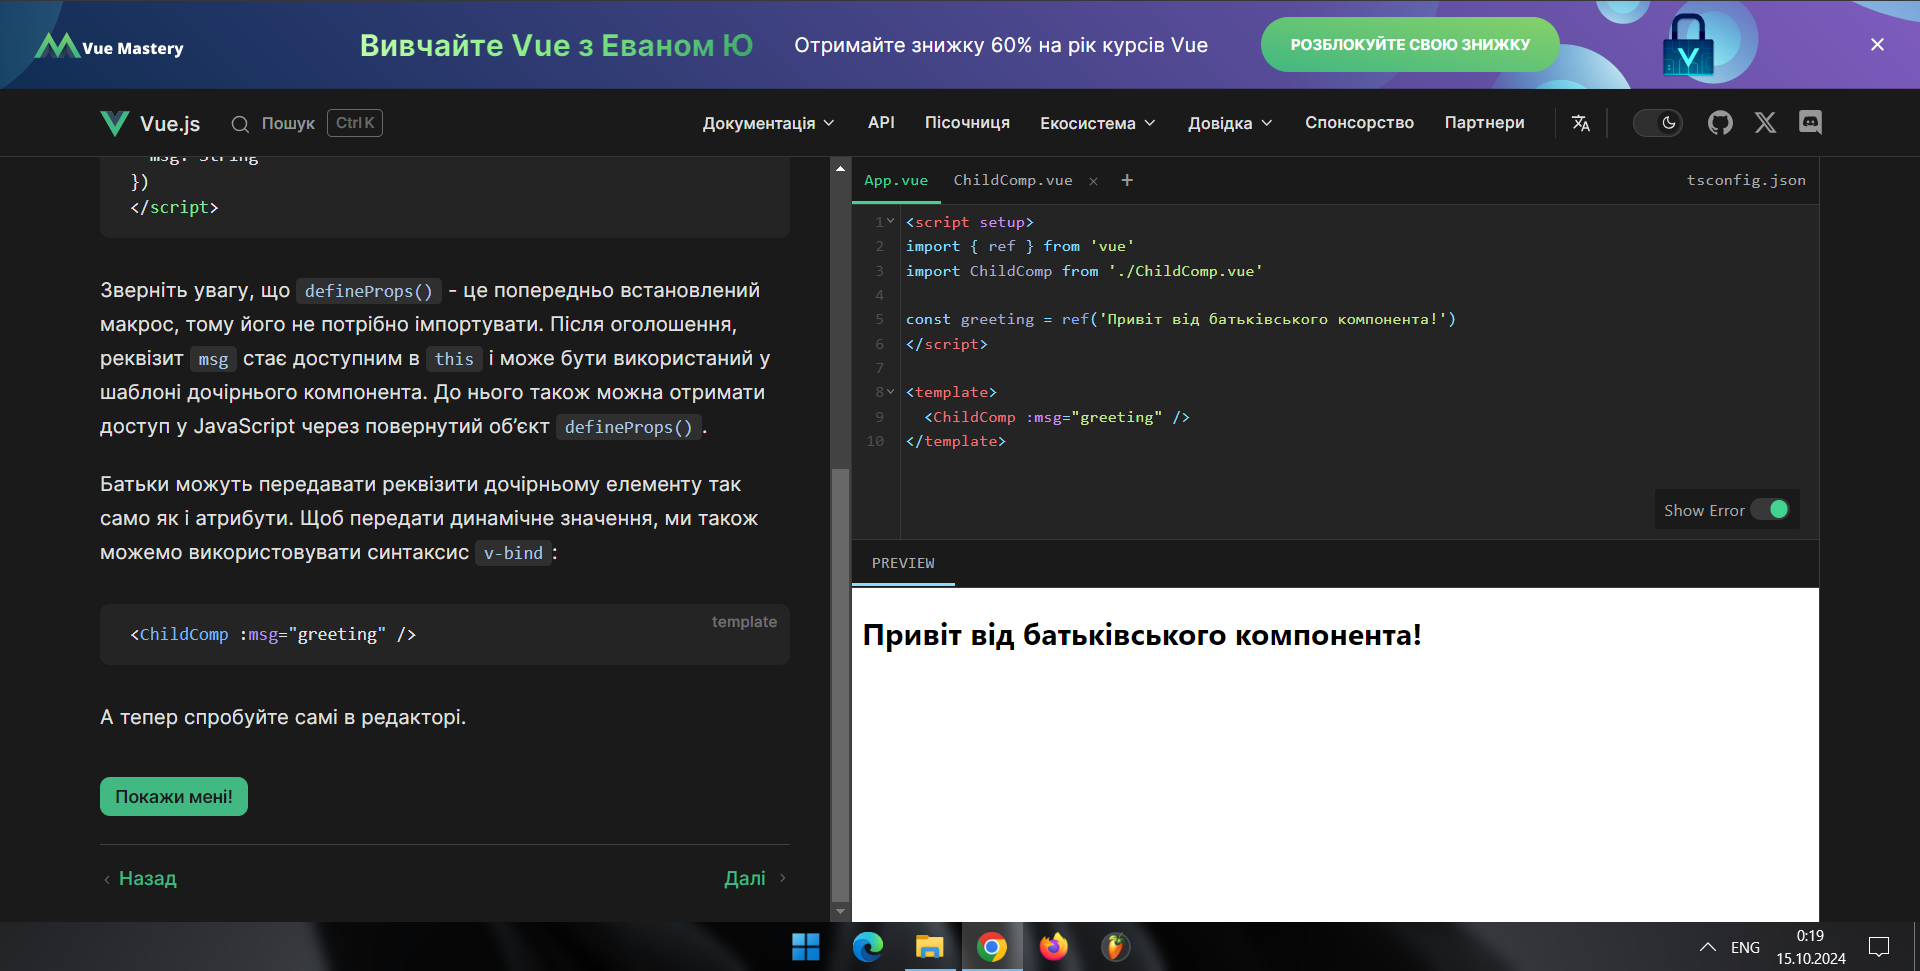 Vue Mastery
Вивчайте Vue з Еваном Ю
Отримайте знижку 60% на рік курсів Vue
РОЗБЛОКУЙТЕ СВОЮ ЗНИЖКУ
Vue.js
Пошук
Ctrl K
Документація
API
Пісочниця
Екосистема
Довідка
Спонсорство
Партнери
msg: String
})
</script>
Зверніть увагу, що defineProps() - це попередньо встановлений
макрос, тому його не потрібно імпортувати. Після оголошення,
реквізит msg стає доступним в this і може бути використаний у
шаблоні дочірнього компонента. До нього також можна отримати
доступ у JavaScript через повернутий об’єкт defineProps().
Батьки можуть передавати реквізити дочірньому елементу так
само як і атрибути. Щоб передати динамічне значення, ми також
можемо використовувати синтаксис v-bind:
template
<ChildComp :msg="greeting" />
А тепер спробуйте самі в редакторі.
Покажи мені!
Назад
Далі
App.vue
ChildComp.vue
tsconfig.json
1 <script setup>
2 import { ref } from 'vue'
3 import ChildComp from './ChildComp.vue'
4
5 const greeting = ref('Привіт від батьківського компонента!')
6 </script>
7
8 <template>
9 <ChildComp :msg="greeting" />
10 </template>
Show Error
PREVIEW
Привіт від батьківського компонента!
ENG
0:19
15.10.2024